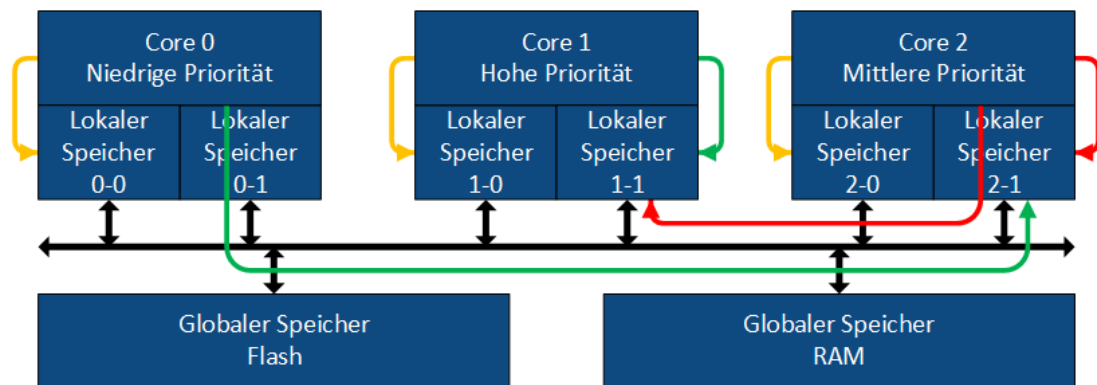 Core 0
Niedrige Priorität
Lokaler
Speicher
0-0
Lokaler
Speicher
0-1
Core 1
Hohe Priorität
Lokaler
Speicher
1-0
Lokaler
Speicher
1-1
Core 2
Mittlere Priorität
Lokaler
Speicher
2-0
Lokaler
Speicher
2-1
Globaler Speicher
Flash
Globaler Speicher
RAM